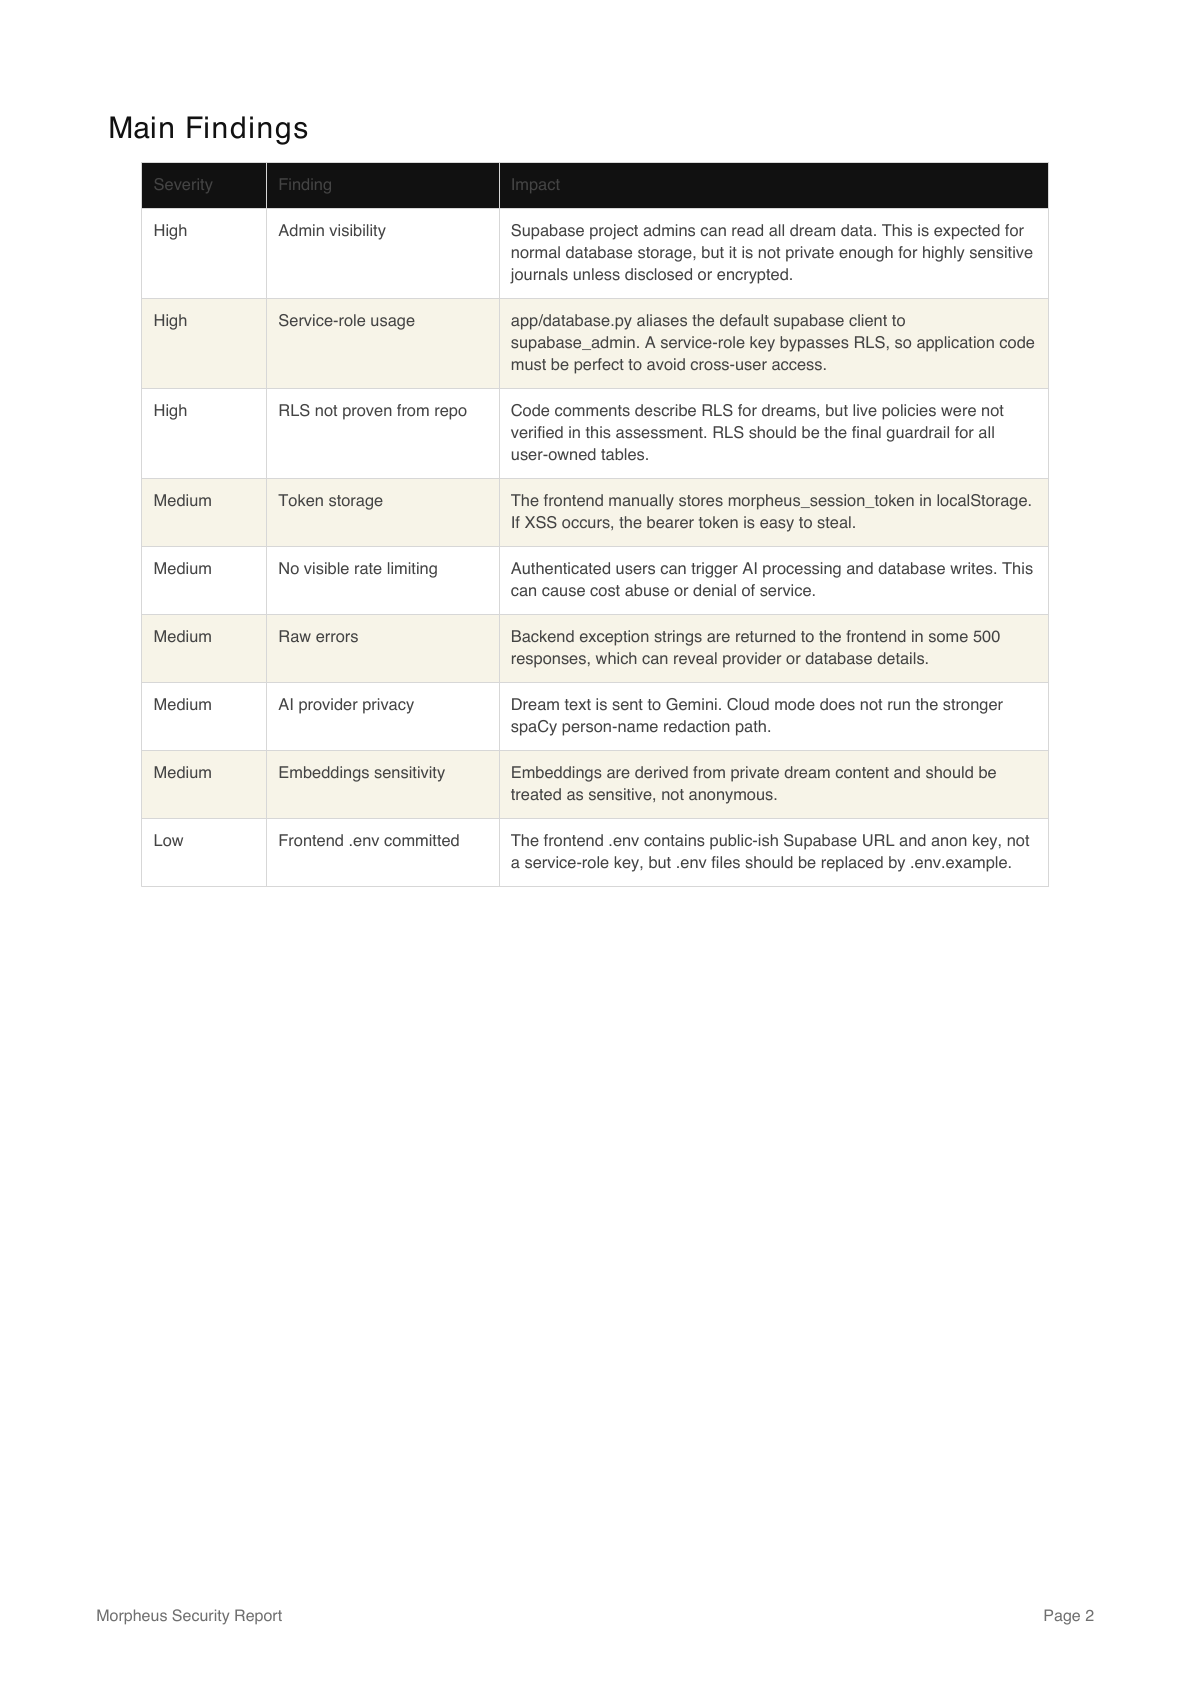 Main Findings
Severity Finding Impact
High Admin visibility Supabase project admins can read all dream data. This is expected for
normal database storage, but it is not private enough for highly sensitive
journals unless disclosed or encrypted.
High Service-role usage app/database.py aliases the default supabase client to
supabase_admin. A service-role key bypasses RLS, so application code
must be perfect to avoid cross-user access.
High RLS not proven from repo Code comments describe RLS for dreams, but live policies were not
verified in this assessment. RLS should be the final guardrail for all
user-owned tables.
Medium Token storage The frontend manually stores morpheus_session_token in localStorage.
If XSS occurs, the bearer token is easy to steal.
Medium No visible rate limiting Authenticated users can trigger AI processing and database writes. This
can cause cost abuse or denial of service.
Medium Raw errors Backend exception strings are returned to the frontend in some 500
responses, which can reveal provider or database details.
Medium AI provider privacy Dream text is sent to Gemini. Cloud mode does not run the stronger
spaCy person-name redaction path.
Medium Embeddings sensitivity Embeddings are derived from private dream content and should be
treated as sensitive, not anonymous.
Low Frontend .env committed The frontend .env contains public-ish Supabase URL and anon key, not
a service-role key, but .env files should be replaced by .env.example.
Morpheus Security Report Page 2